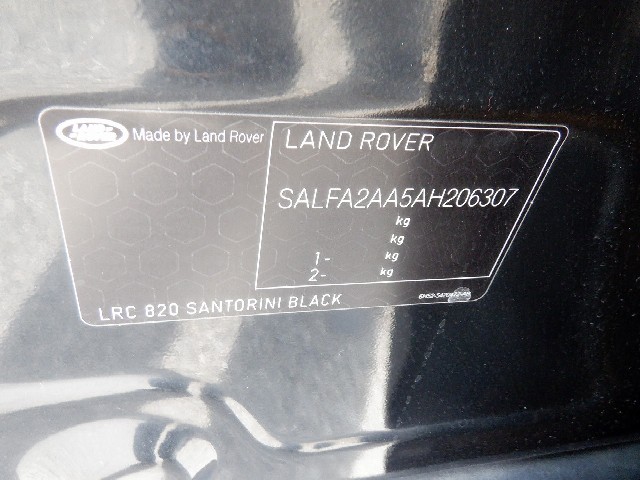 LAND ROVER
Made by Land Rover
LAND ROVER
SALFA2AA5AH206307
kg
kg
1- kg
2- kg
LRC 820 SANTORINI BLACK